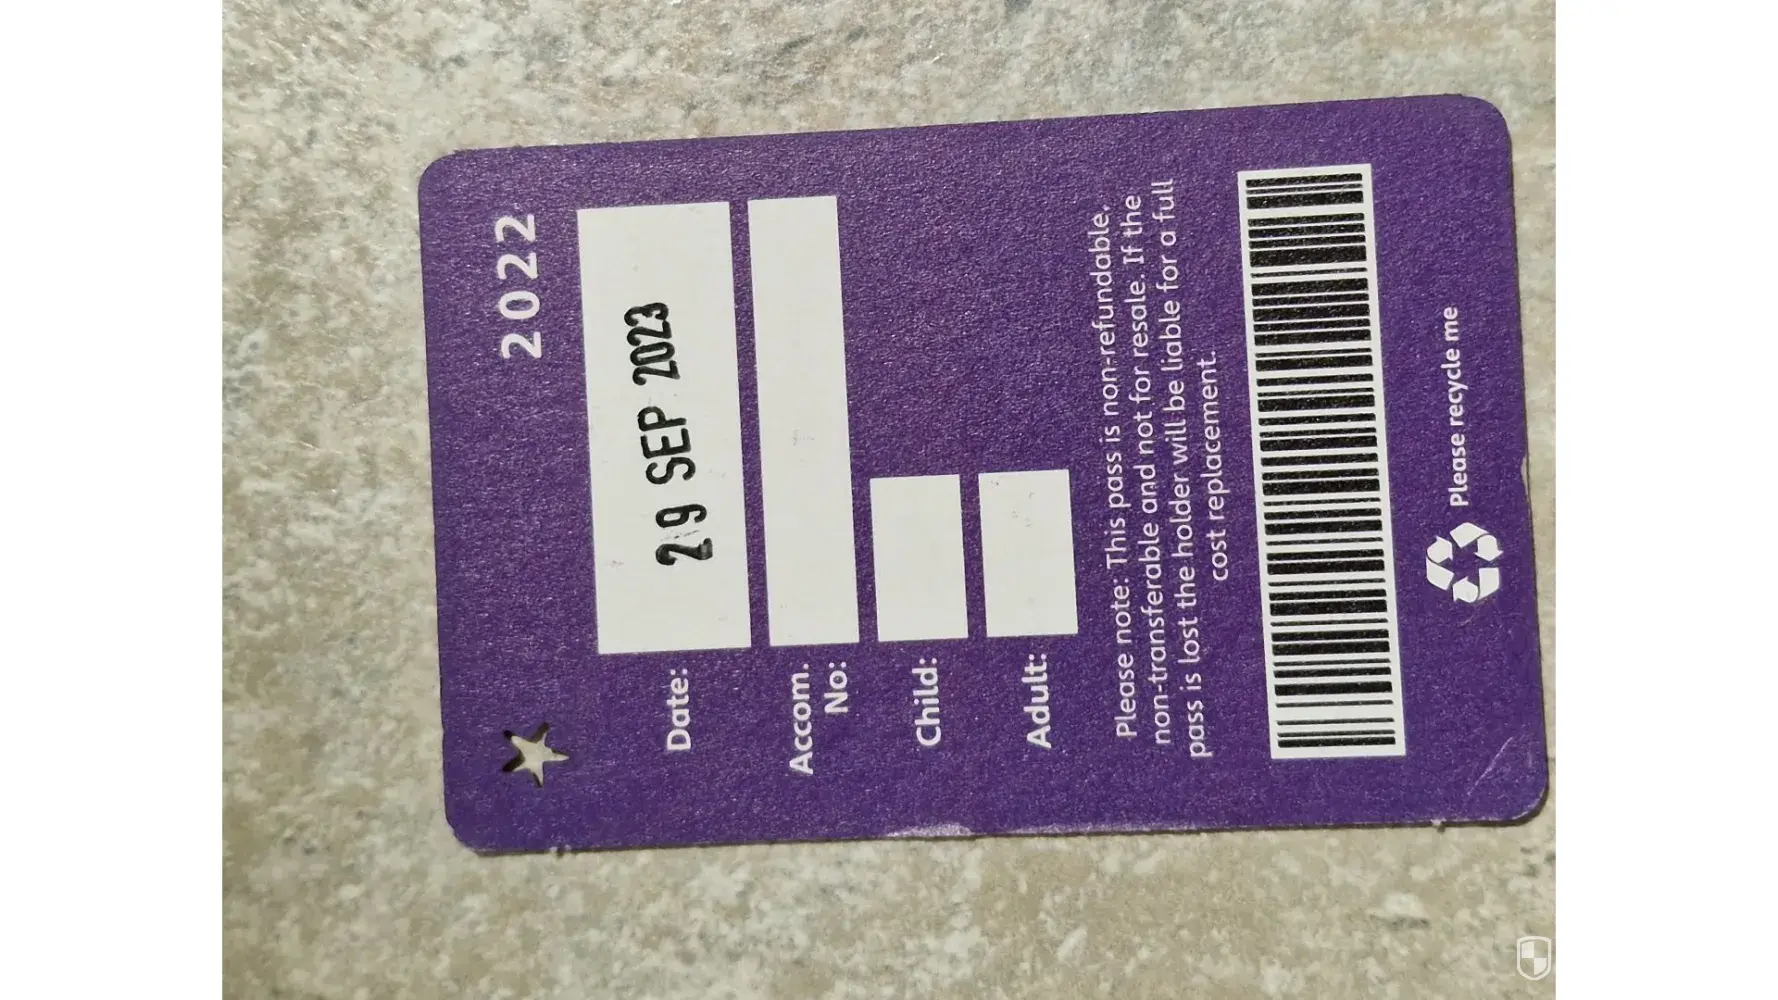 2022
Date: 29 SEP 2023
Accom.
No:
Child:
Adult:
Please note: This pass is non-refundable,
non-transferable and not for resale. If the
pass is lost the holder will be liable for a full
cost replacement.
Please recycle me